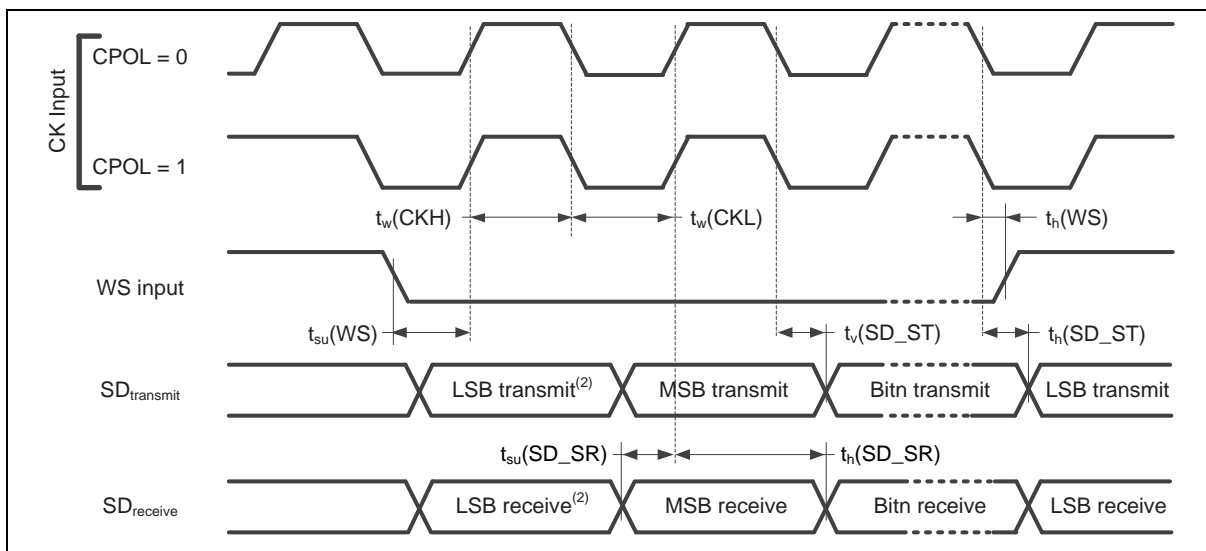 CK Input
CPOL = 0
CPOL = 1
tw(CKH)
tw(CKL)
th(WS)
WS input
tsu(WS)
tv(SD_ST)
th(SD_ST)
SDtransmit
LSB transmit(2)
MSB transmit
Bitn transmit
LSB transmit
tsu(SD_SR)
th(SD_SR)
SDreceive
LSB receive(2)
MSB receive
Bitn receive
LSB receive